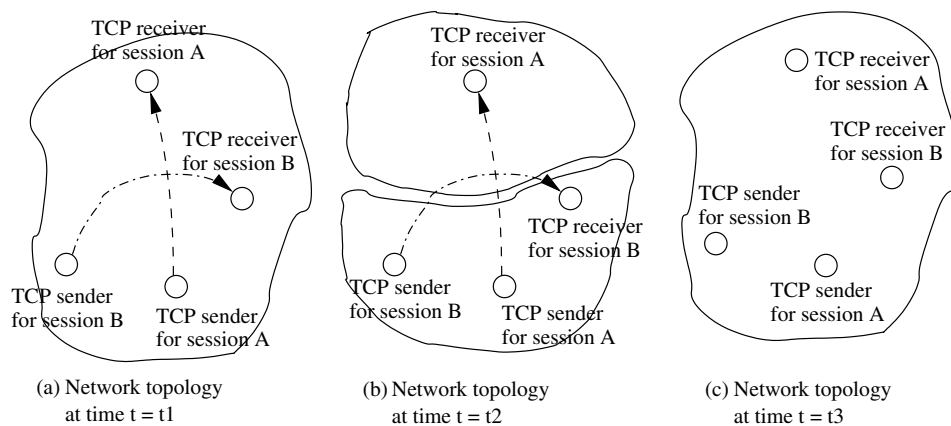 TCP receiver
for session A
TCP receiver
for session B
TCP sender
for session B
TCP sender
for session A
(a) Network topology
at time t = t1
TCP receiver
for session A
TCP receiver
for session B
TCP sender
for session B
TCP sender
for session A
(b) Network topology
at time t = t2
TCP receiver
for session A
TCP receiver
for session B
TCP sender
for session B
TCP sender
for session A
(c) Network topology
at time t = t3